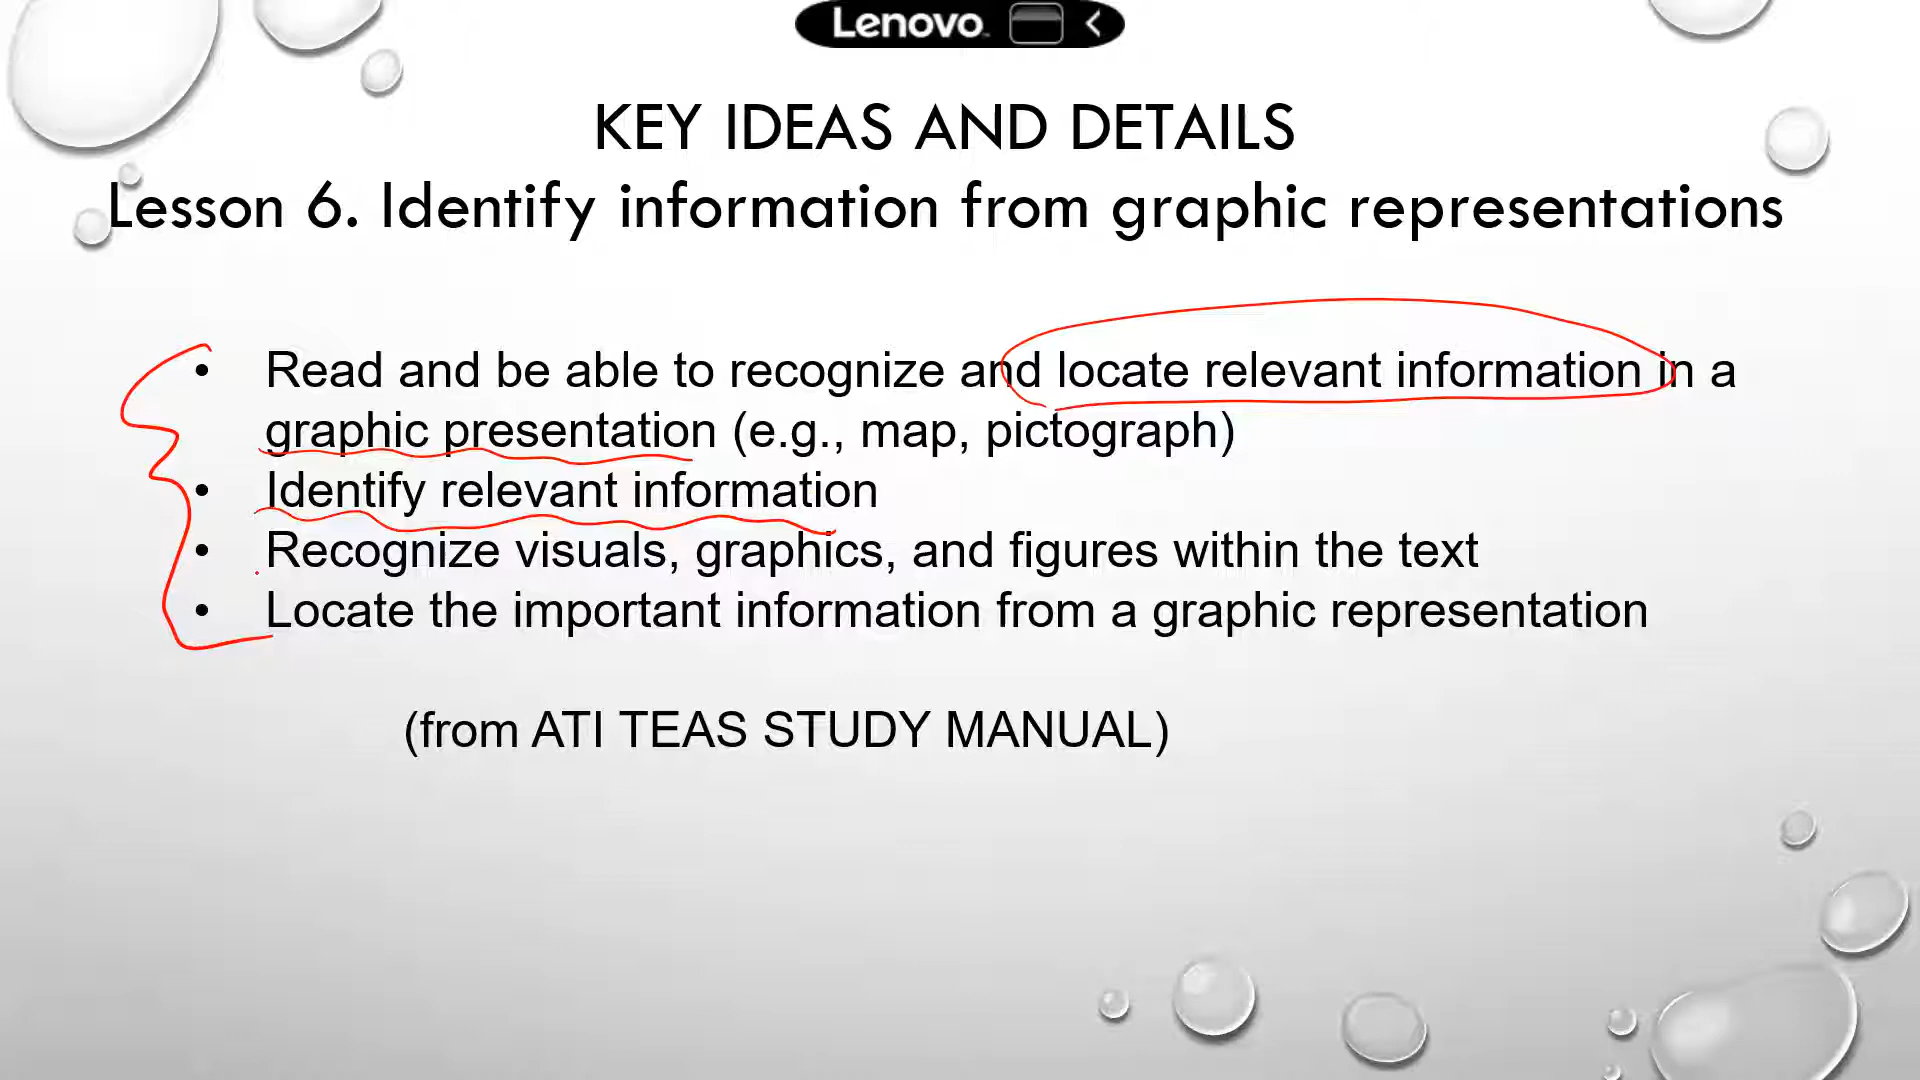 Lenovo
KEY IDEAS AND DETAILS
Lesson 6. Identify information from graphic representations
• Read and be able to recognize and locate relevant information in a
graphic presentation (e.g., map, pictograph)
• Identify relevant information
• Recognize visuals, graphics, and figures within the text
• Locate the important information from a graphic representation
(from ATI TEAS STUDY MANUAL)